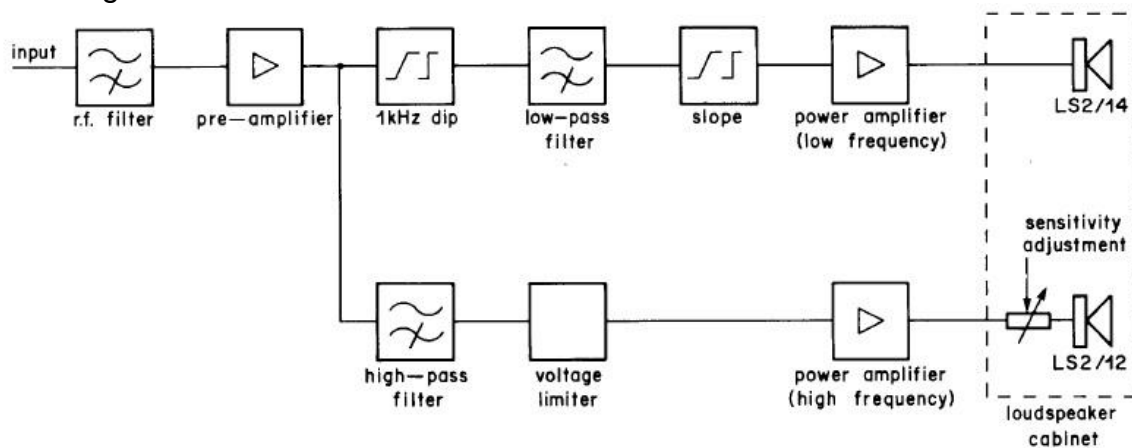 input
r.f. filter
pre-amplifier
1kHz dip
low-pass
filter
slope
power amplifier
(low frequency)
LS2/14
sensitivity
adjustment
high-pass
filter
voltage
limiter
power amplifier
(high frequency)
LS2/12
loudspeaker
cabinet